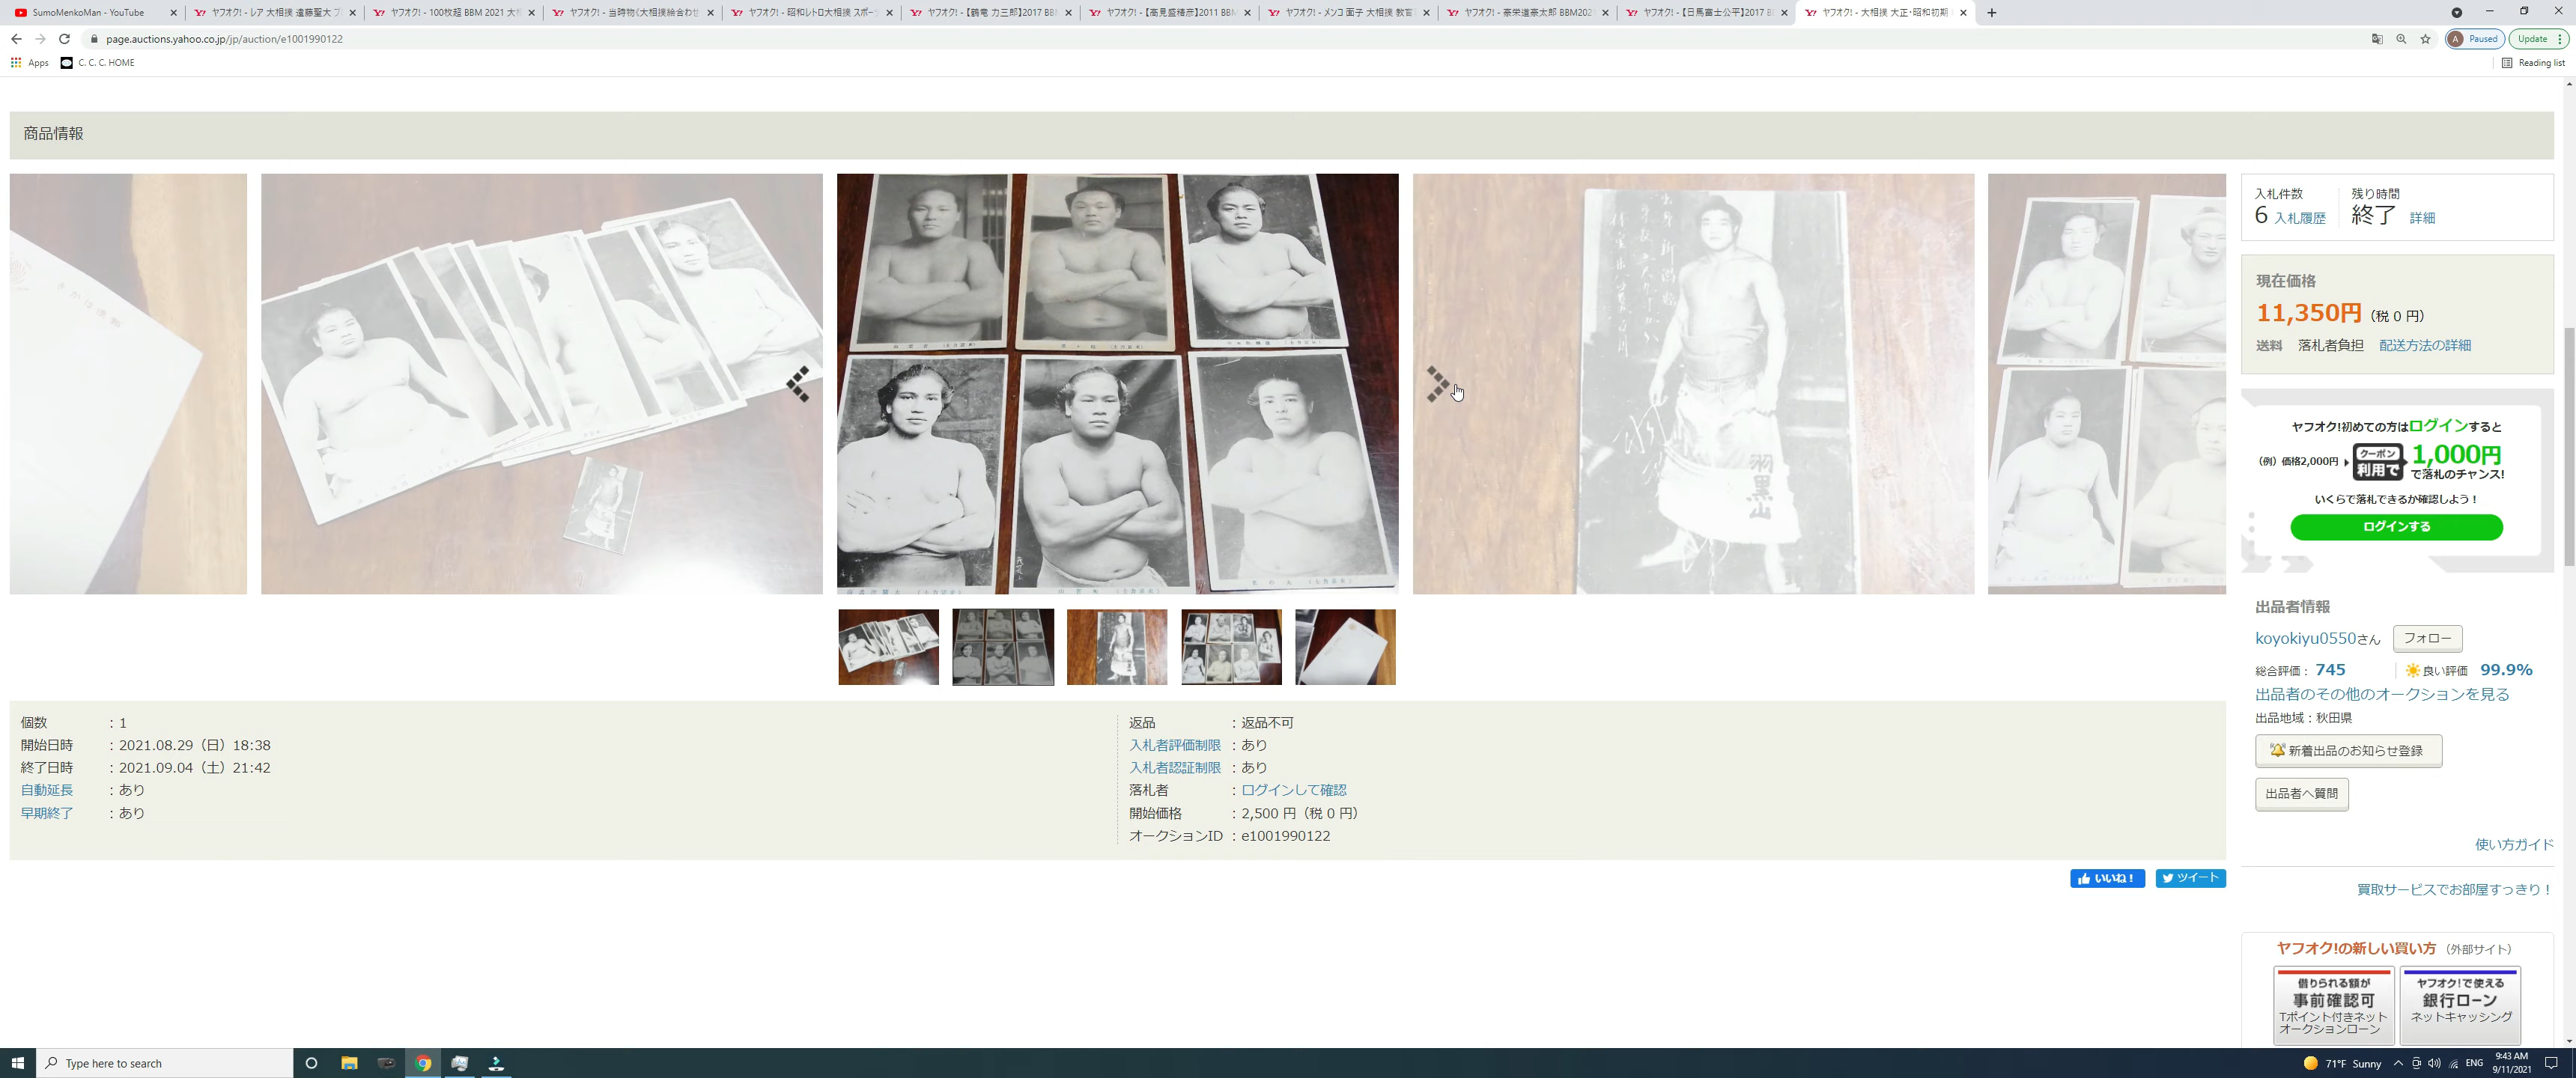 SumoMenkoMan - YouTube
ヤフオク! - レア 大相撲 遠藤聖大 ブ
ヤフオク! - 100枚超 BBM 2021 大相
ヤフオク! - 当時物《大相撲絵合わせ
ヤフオク! - 昭和レトロ大相撲 スポーツ
ヤフオク! - 【鶴竜 力三郎】2017 BBM
ヤフオク! - 【高見盛精彦】2011 BBM
ヤフオク! - メンコ 面子 大相撲
ヤフオク! - 豪栄道豪太郎 BBM202
ヤフオク! - 【日馬富士公平】2017 BB
ヤフオク! - 大相撲 大正・昭和初期
page.auctions.yahoo.co.jp/jp/auction/e1001990122
A Paused
Update
Apps
C. C. C. HOME
Reading list
商品情報
羽黒山
個数 : 1
開始日時 : 2021.08.29（日）18:38
終了日時 : 2021.09.04（土）21:42
自動延長 : あり
早期終了 : あり
返品 : 返品不可
入札者評価制限 : あり
入札者認証制限 : あり
落札者 : ログインして確認
開始価格 : 2,500 円（税 0 円）
オークションID : e1001990122
いいね！
ツイート
入札件数
6 入札履歴
残り時間
終了 詳細
現在価格
11,350円（税 0 円）
送料 落札者負担 配送方法の詳細
ヤフオク!初めての方はログインすると
（例）価格2,000円
クーポン
利用で
1,000円
で落札のチャンス!
いくらで落札できるか確認しよう！
ログインする
出品者情報
koyokiyu0550さん
フォロー
総合評価： 745
良い評価 99.9%
出品者のその他のオークションを見る
出品地域：秋田県
新着出品のお知らせ登録
出品者へ質問
使い方ガイド
買取サービスでお部屋すっきり！
ヤフオク!の新しい買い方（外部サイト）
借りられる額が
事前確認可
Tポイント付きネット
オークションローン
ヤフオク!で使える
銀行ローン
ネットキャッシング
Type here to search
71°F Sunny
ENG
9:43 AM
9/11/2021